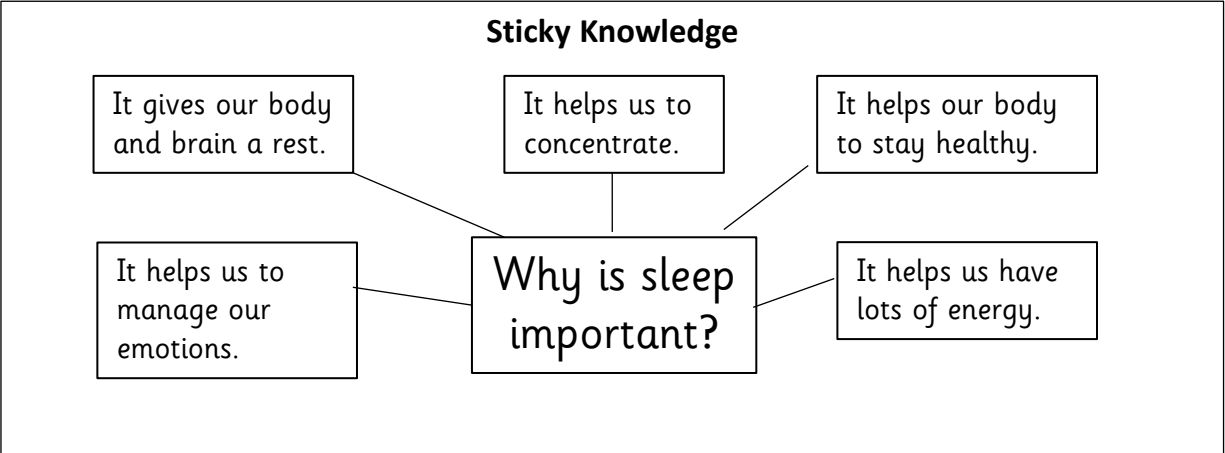 Sticky Knowledge
It gives our body
and brain a rest.
It helps us to
concentrate.
It helps our body
to stay healthy.
It helps us to
manage our
emotions.
Why is sleep
important?
It helps us have
lots of energy.